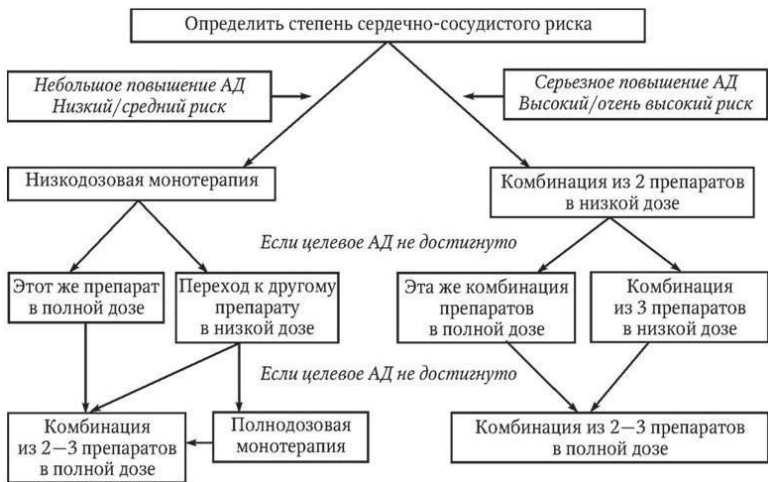 Определить степень сердечно-сосудистого риска
Небольшое повышение АД
Низкий/средний риск
Серьезное повышение АД
Высокий/очень высокий риск
Низкодозовая монотерапия
Комбинация из 2 препаратов
в низкой дозе
Если целевое АД не достигнуто
Этот же препарат
в полной дозе
Переход к другому
препарату
в низкой дозе
Эта же комбинация
препаратов
в полной дозе
Комбинация
из 3 препаратов
в низкой дозе
Если целевое АД не достигнуто
Комбинация
из 2—3 препаратов
в полной дозе
Полнодозовая
монотерапия
Комбинация из 2—3 препаратов
в полной дозе